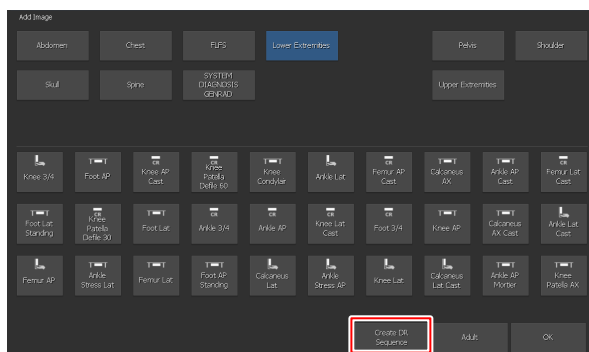 Add Image
Abdomen
Chest
FLFS
Lower Extremities
Pelvis
Shoulder
Skull
Spine
SYSTEM
DIAGNOSIS
GENRAD
Upper Extremities
Knee 3/4
T T
Foot AP
CR
Knee AP
Cast
CR
Knee
Patella
Defile 60
T T
Knee
Condylair
Ankle Lat
CR
Femur AP
Cast
T T
Calcaneus
AX
T T
Ankle AP
Cast
CR
Femur Lat
Cast
T T
Foot Lat
Standing
CR
Knee
Patella
Defile 30
T T
Foot Lat
CR
Ankle 3/4
CR
Ankle AP
CR
Knee Lat
Cast
CR
Foot 3/4
T T
Knee AP
T T
Calcaneus
AX Cast
Ankle Lat
Cast
Femur AP
T T
Ankle
Stress Lat
T T
Femur Lat
T T
Foot AP
Standing
Calcaneus
Lat
Ankle
Stress AP
Knee Lat
Calcaneus
Lat Cast
T T
Ankle AP
Mortier
T T
Knee
Patella AX
Create DR
Sequence
Adult
OK